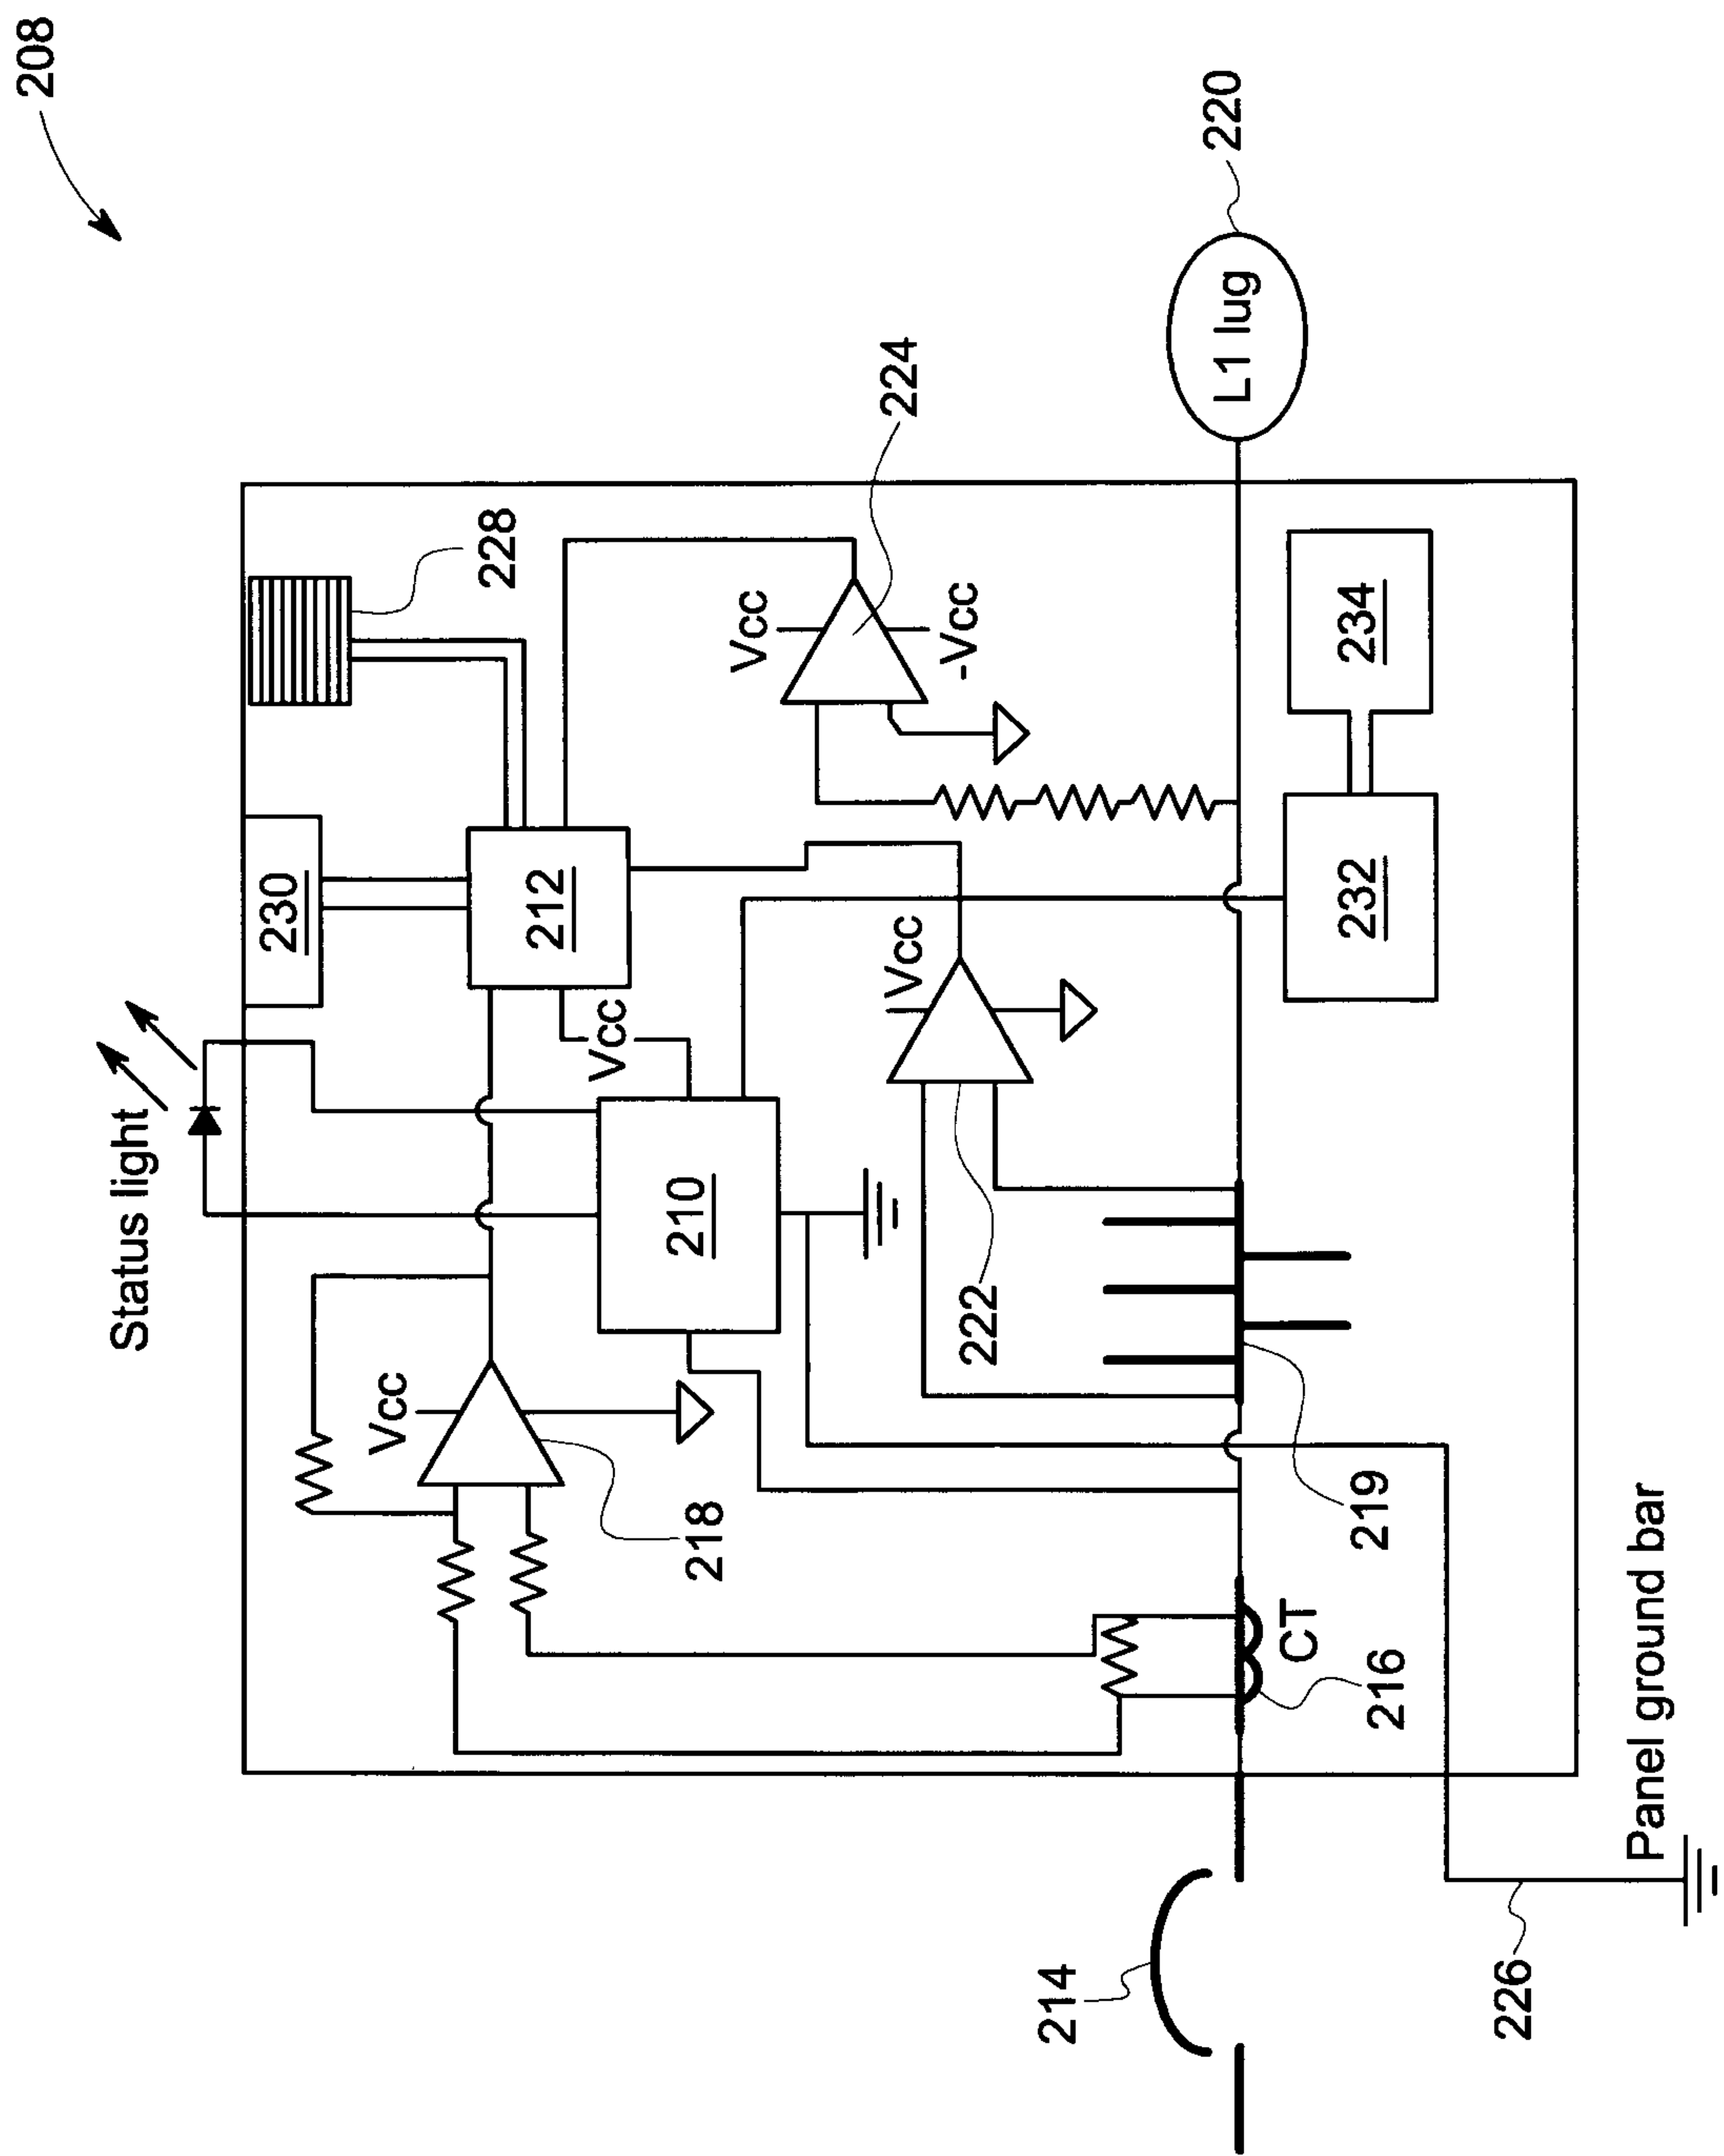 208
Status light
230
228
212
Vcc
224
Vcc
-Vcc
Vcc
210
Vcc
218
222
L1 lug
220
219
CT
216
232
234
214
226
Panel ground bar